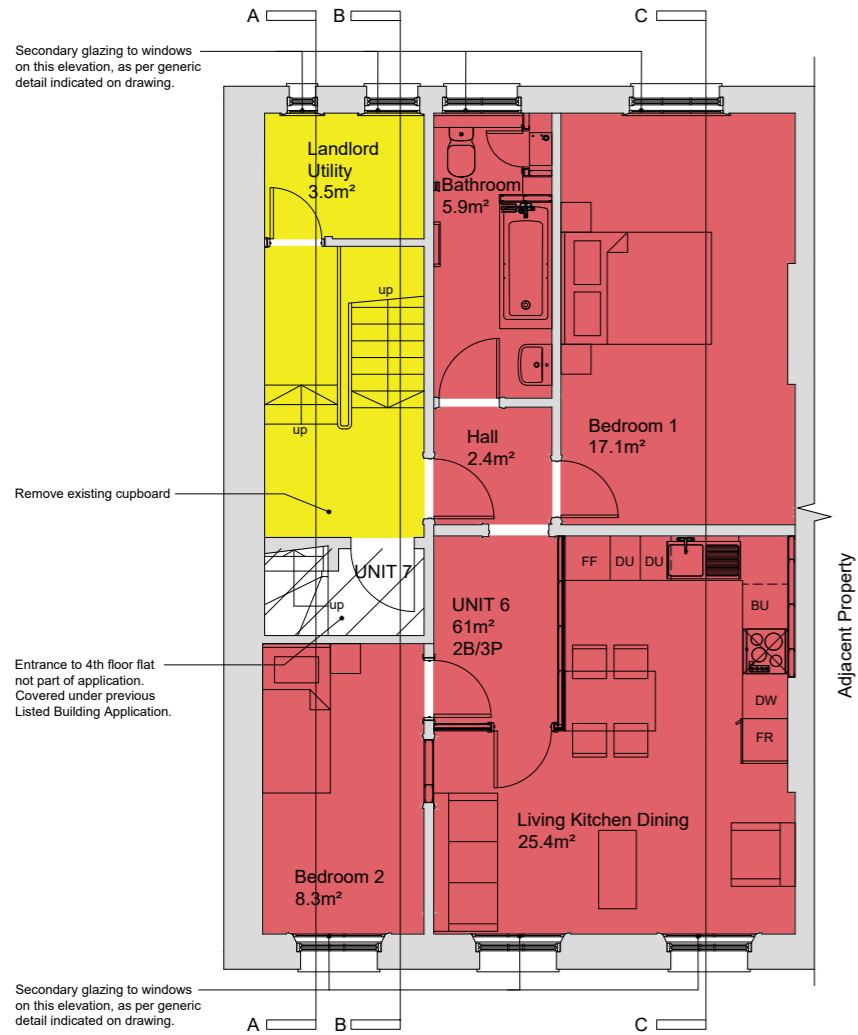 A
B
C
Secondary glazing to windows
on this elevation, as per generic
detail indicated on drawing.
Landlord
Utility
3.5m²
Bathroom
5.9m²
up
up
Hall
2.4m²
Bedroom 1
17.1m²
Remove existing cupboard
UNIT 7
up
FF
DU
DU
BU
UNIT 6
61m²
2B/3P
Entrance to 4th floor flat
not part of application.
Covered under previous
Listed Building Application.
DW
FR
Adjacent Property
Living Kitchen Dining
25.4m²
Bedroom 2
8.3m²
Secondary glazing to windows
on this elevation, as per generic
detail indicated on drawing.
A
B
C